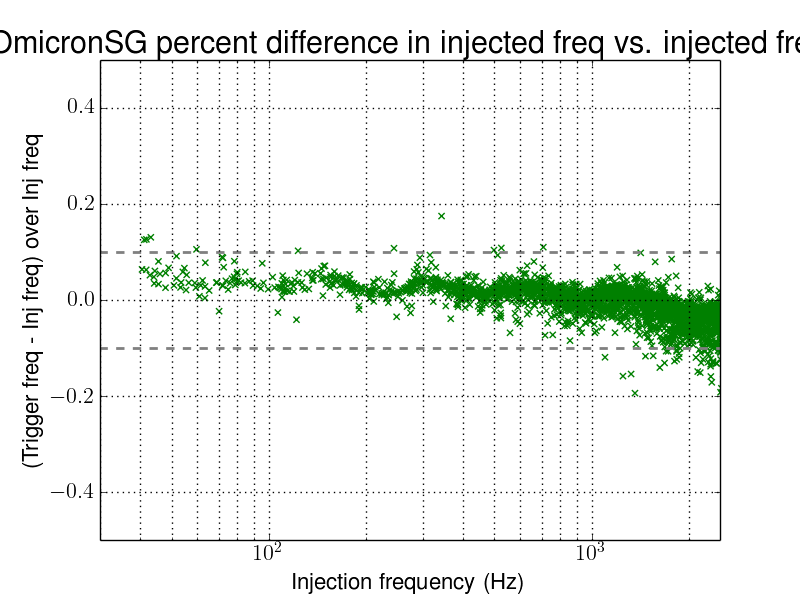 OmicronSG percent difference in injected freq vs. injected fre
0.4
0.2
0.0
−0.2
−0.4
(Trigger freq - Inj freq) over Inj freq
10²
10³
Injection frequency (Hz)